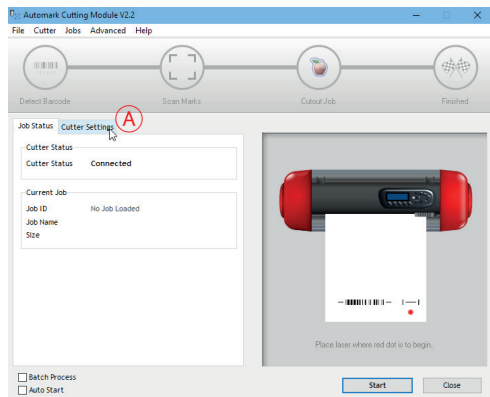 Automark Cutting Module V2.2
File Cutter Jobs Advanced Help
Detect Barcode Scan Marks Cutout Job Finished
Job Status Cutter Settings A
Cutter Status
Cutter Status Connected
Current Job
Job ID No Job Loaded
Job Name
Size
Place laser where red dot is to begin..
Batch Process
Auto Start
Start Close